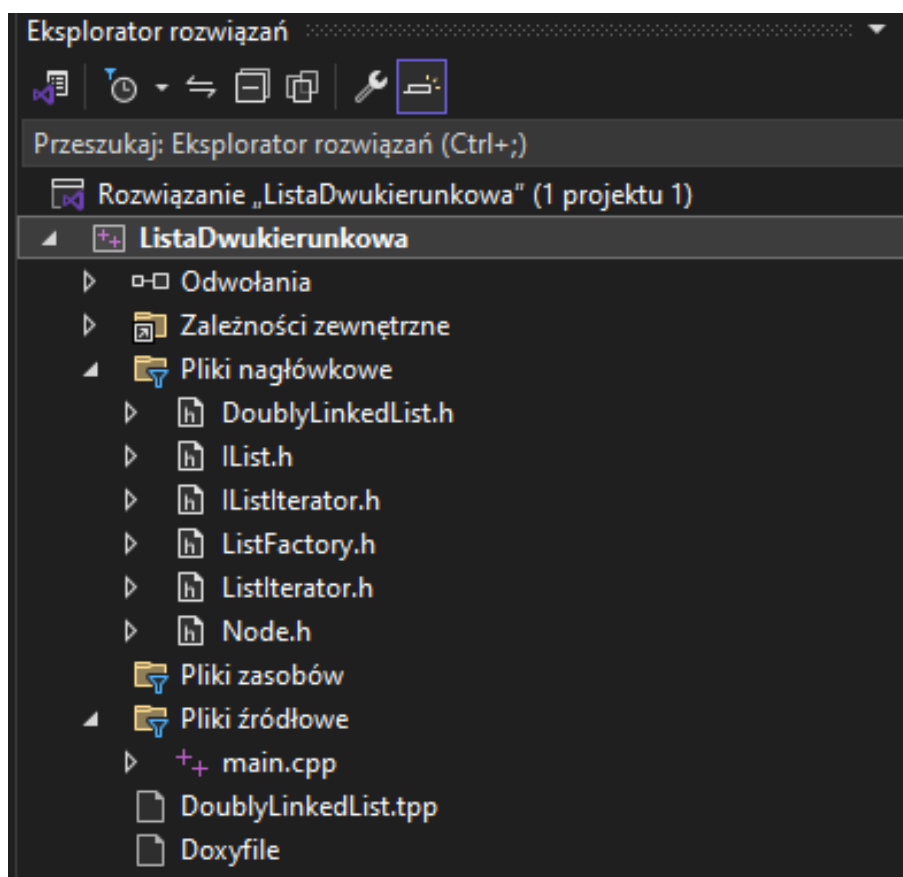 Eksplorator rozwiązań
Przeszukaj: Eksplorator rozwiązań (Ctrl+;)
Rozwiązanie „ListaDwukierunkowa” (1 projektu 1)
ListaDwukierunkowa
Odwołania
Zależności zewnętrzne
Pliki nagłówkowe
DoublyLinkedList.h
IList.h
IListIterator.h
ListFactory.h
ListIterator.h
Node.h
Pliki zasobów
Pliki źródłowe
main.cpp
DoublyLinkedList.tpp
Doxyfile